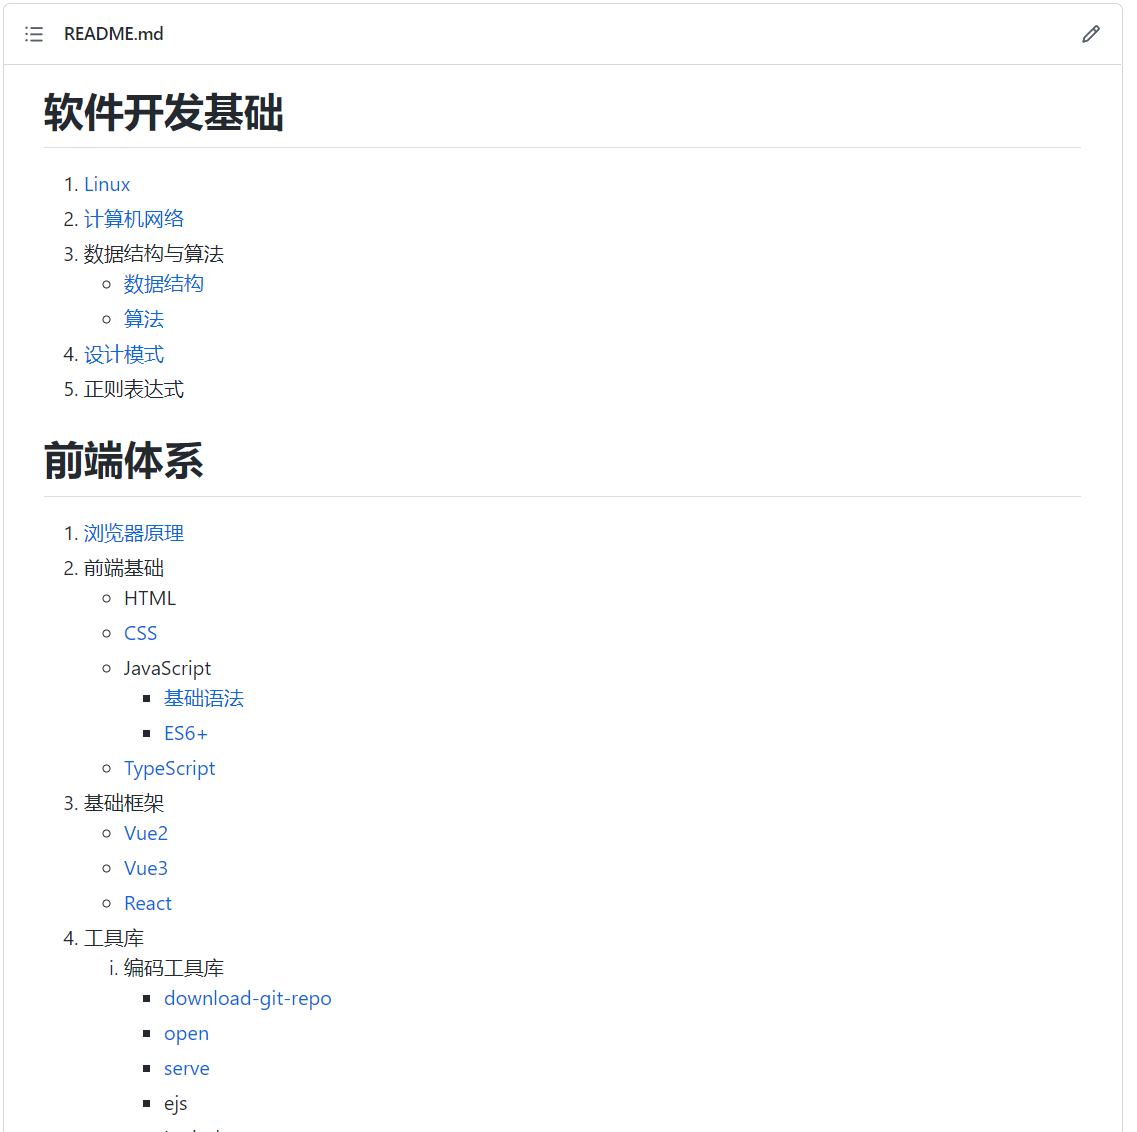 README.md
软件开发基础
1. Linux
2. 计算机网络
3. 数据结构与算法
数据结构
算法
4. 设计模式
5. 正则表达式
前端体系
1. 浏览器原理
2. 前端基础
HTML
CSS
JavaScript
基础语法
ES6+
TypeScript
3. 基础框架
Vue2
Vue3
React
4. 工具库
i. 编码工具库
download-git-repo
open
serve
ejs